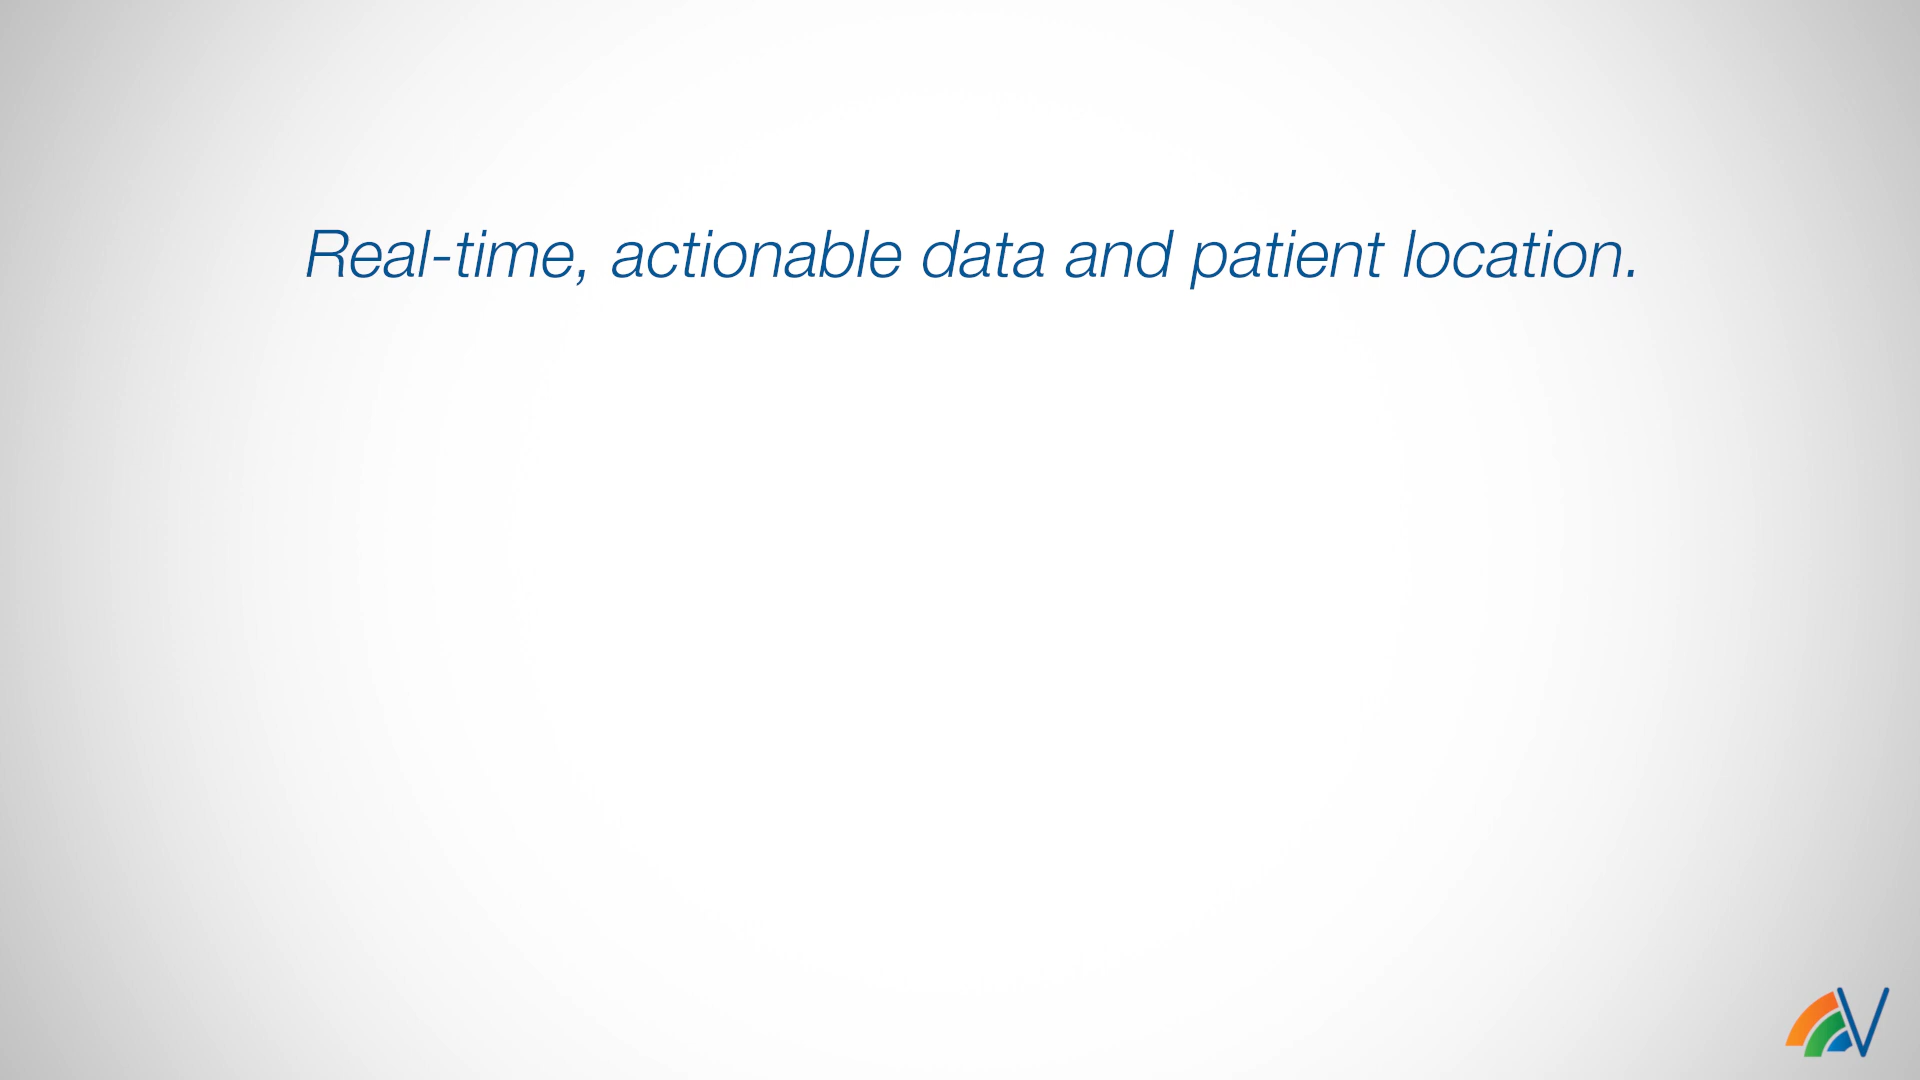 Real-time, actionable data and patient location.
V